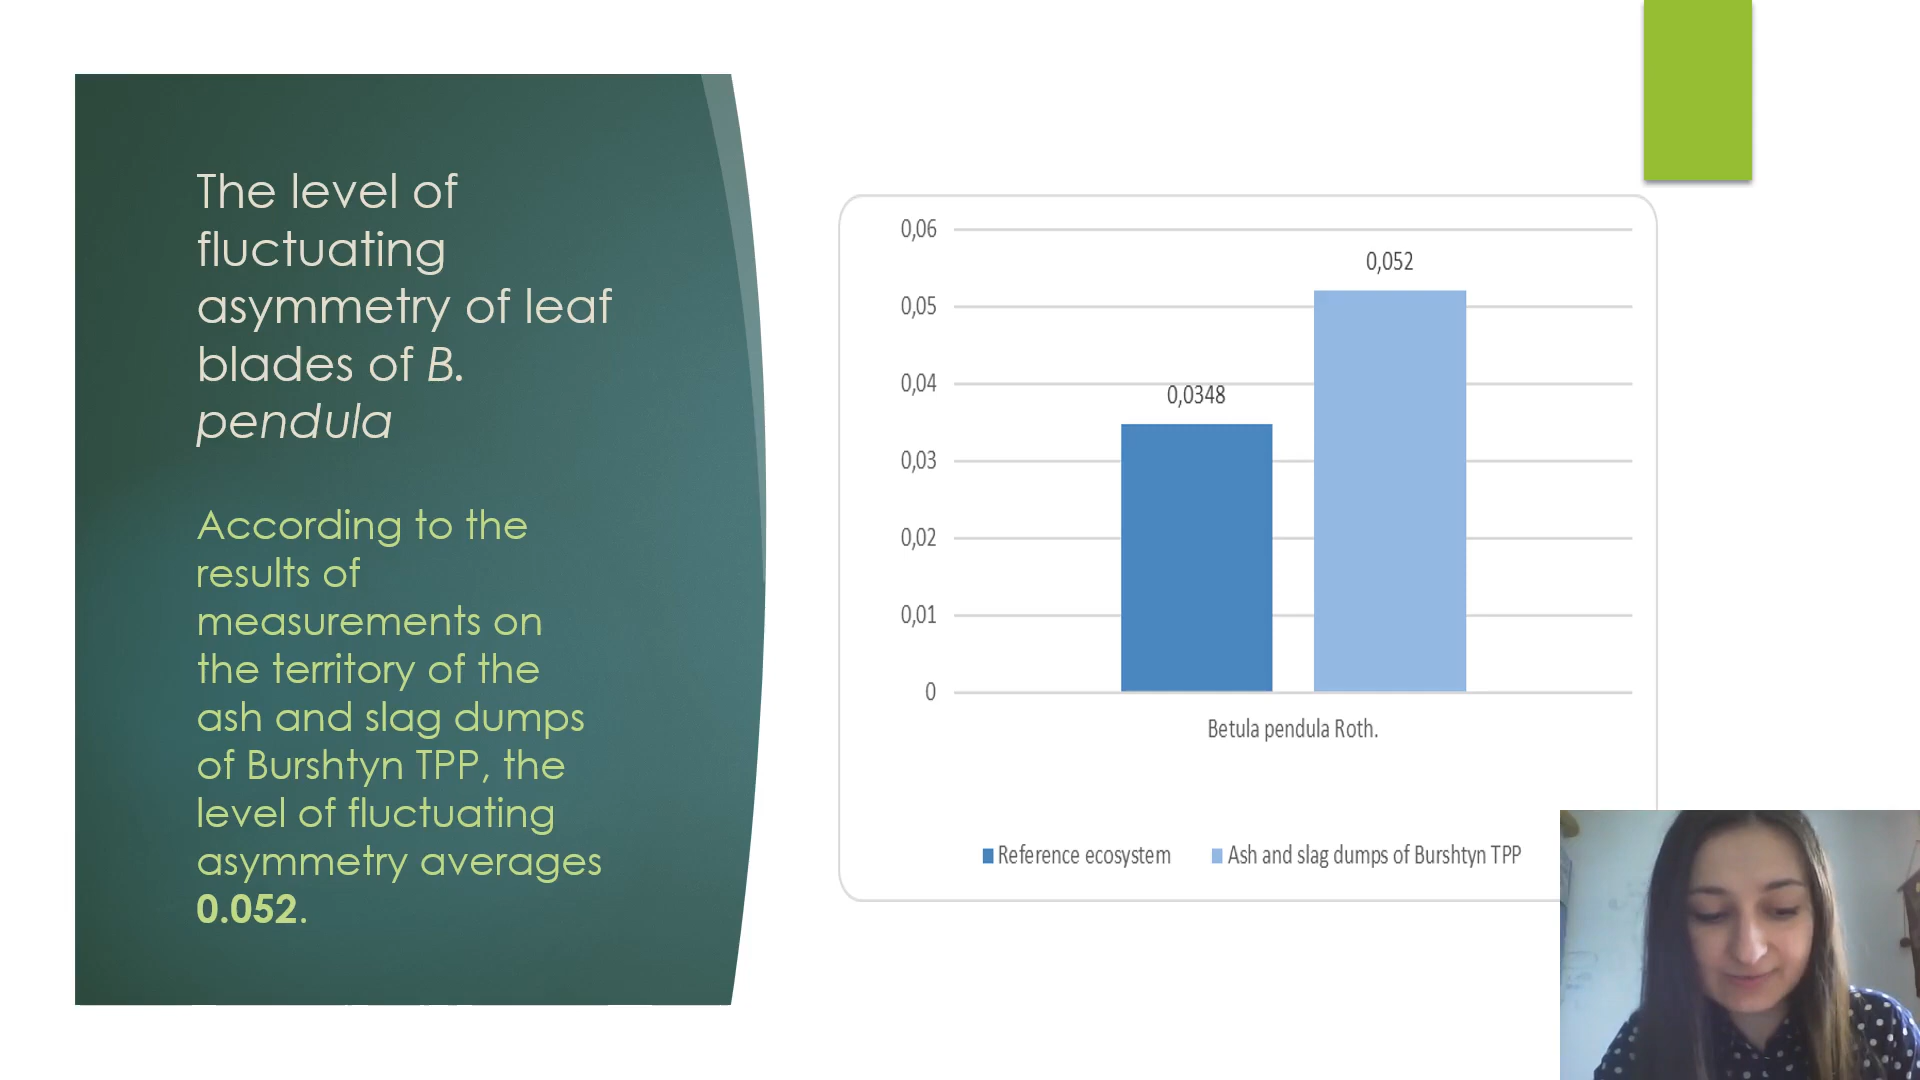 The level of
fluctuating
asymmetry of leaf
blades of B.
pendula
According to the
results of
measurements on
the territory of the
ash and slag dumps
of Burshtyn TPP, the
level of fluctuating
asymmetry averages
0.052.
0,06
0,05
0,04
0,03
0,02
0,01
0
0,0348
0,052
Betula pendula Roth.
Reference ecosystem
Ash and slag dumps of Burshtyn TPP